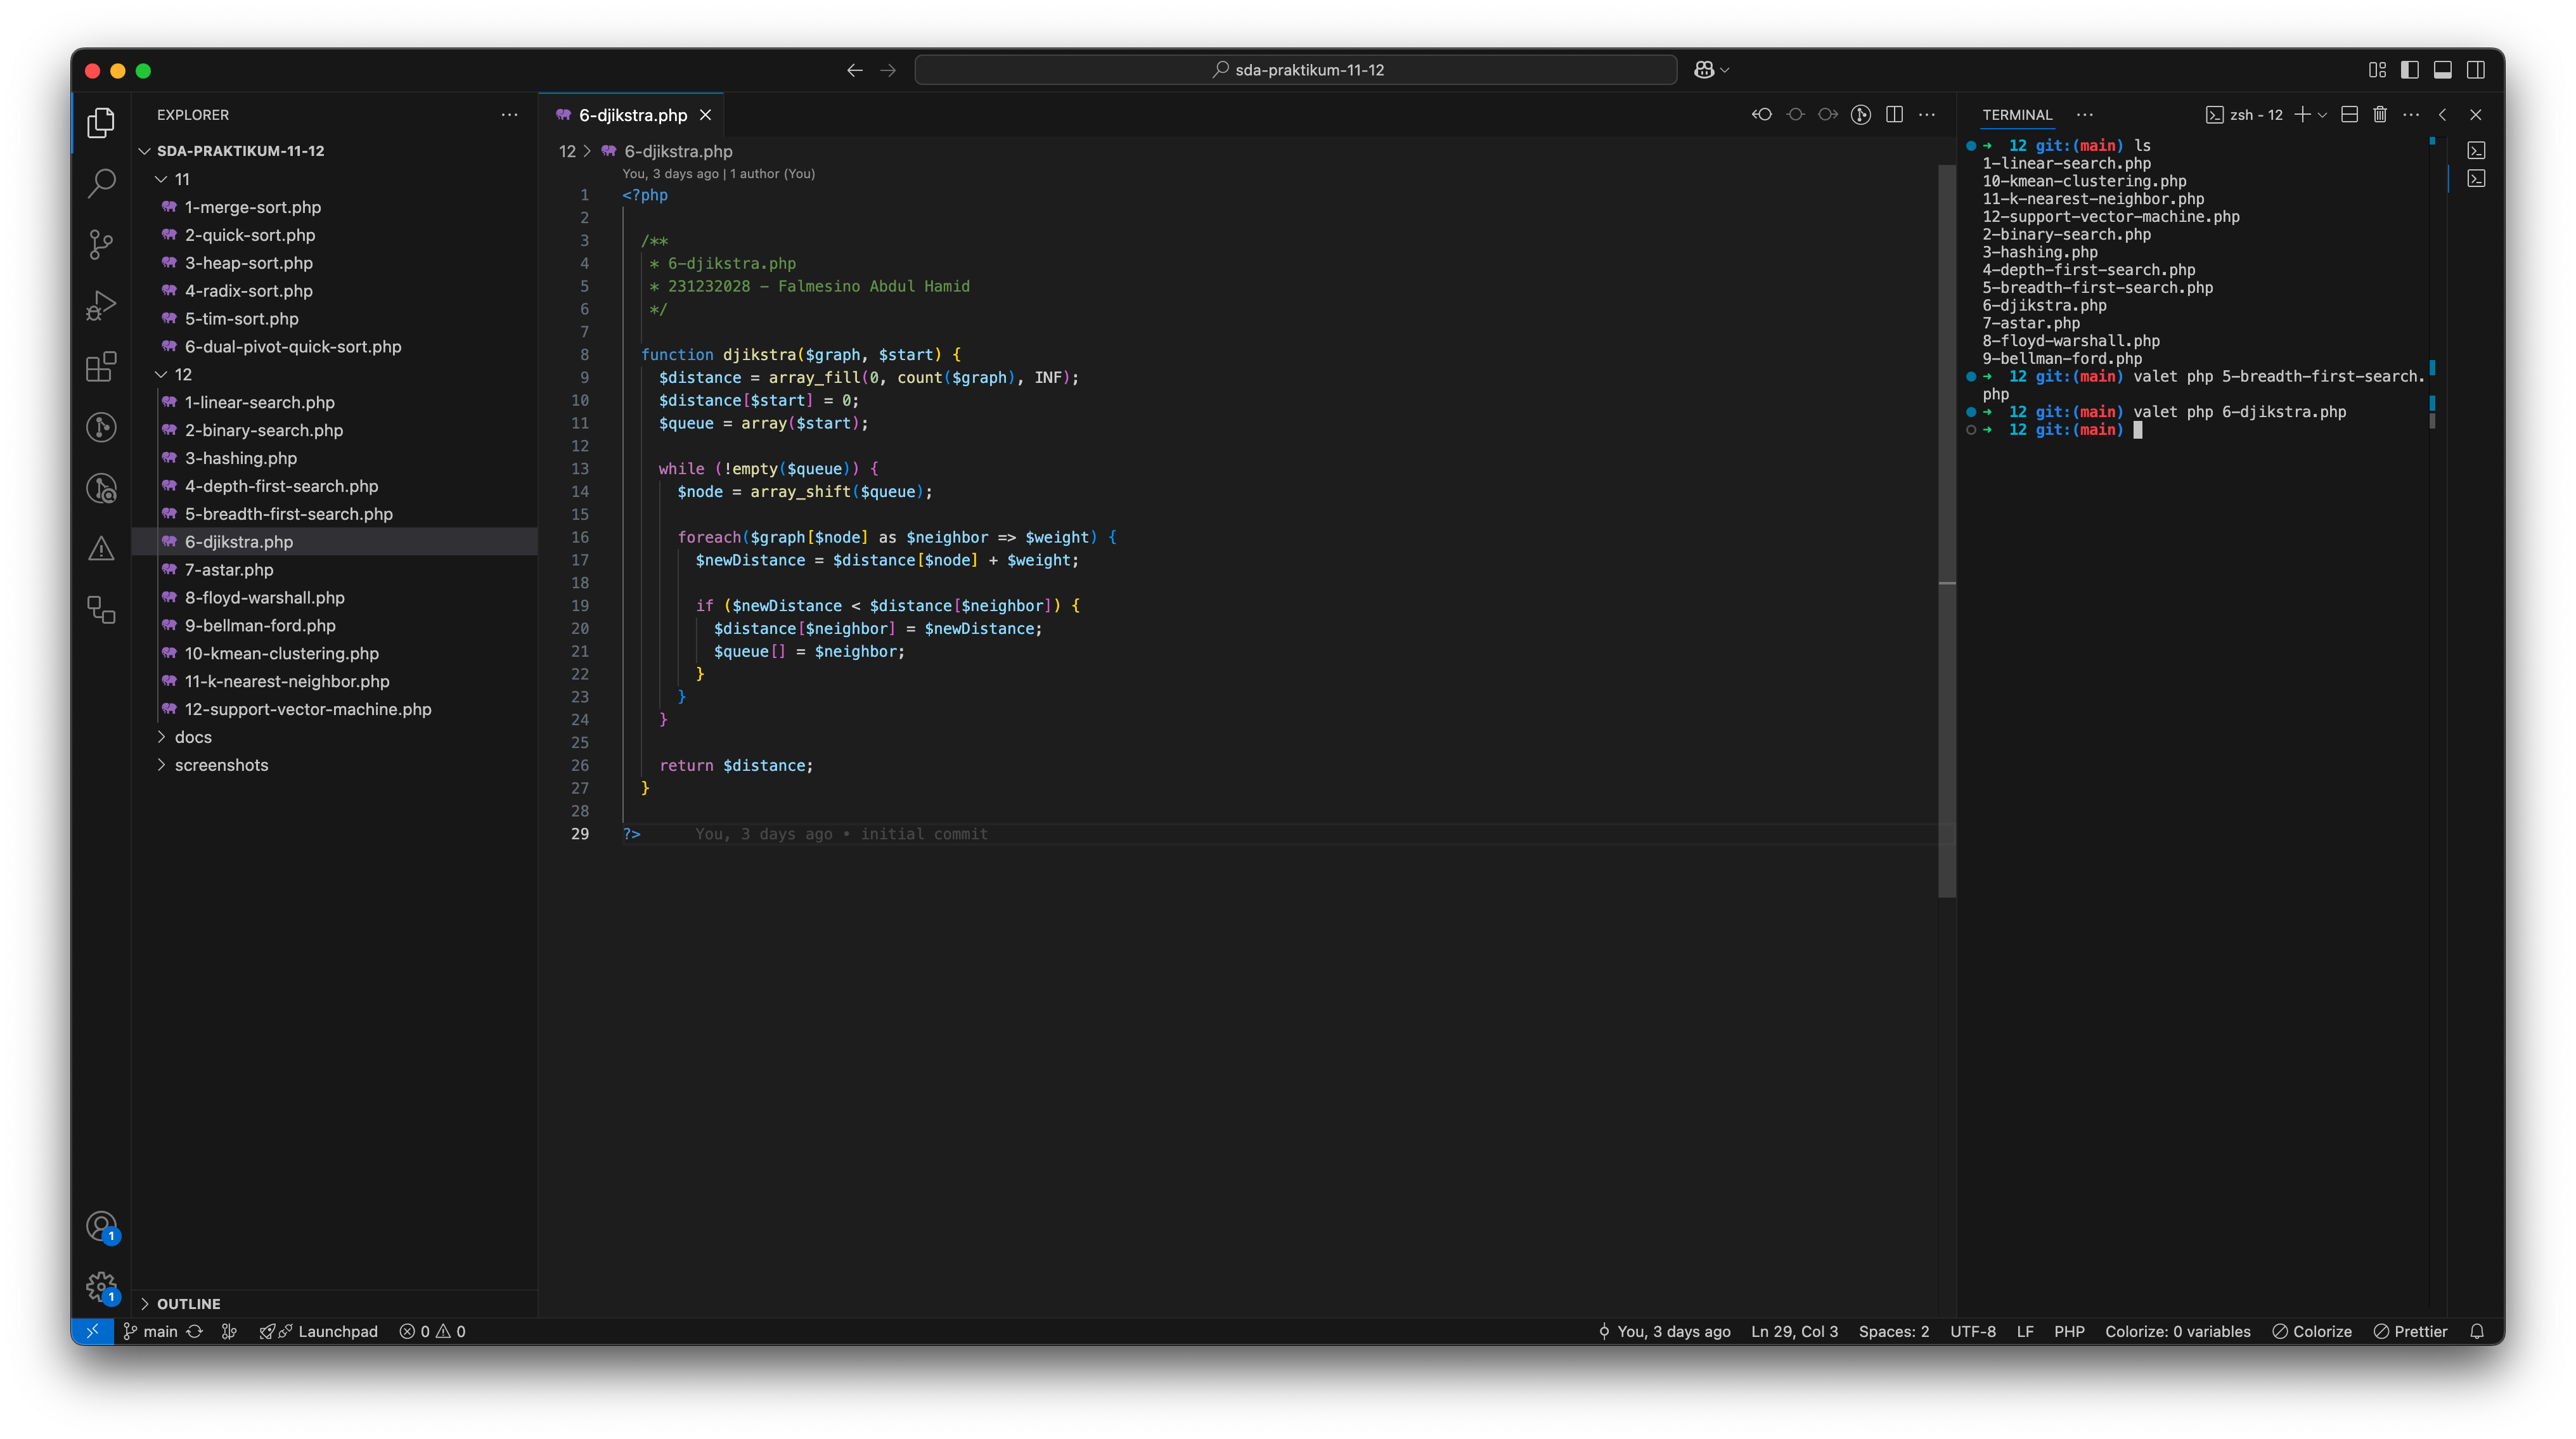 sda-praktikum-11-12
EXPLORER
SDA-PRAKTIKUM-11-12
11
1-merge-sort.php
2-quick-sort.php
3-heap-sort.php
4-radix-sort.php
5-tim-sort.php
6-dual-pivot-quick-sort.php
12
1-linear-search.php
2-binary-search.php
3-hashing.php
4-depth-first-search.php
5-breadth-first-search.php
6-djikstra.php
7-astar.php
8-floyd-warshall.php
9-bellman-ford.php
10-kmean-clustering.php
11-k-nearest-neighbor.php
12-support-vector-machine.php
docs
screenshots
OUTLINE
1
1
6-djikstra.php
12 > 6-djikstra.php
You, 3 days ago | 1 author (You)
1 <?php
2
3 /**
4 * 6-djikstra.php
5 * 231232028 - Falmesino Abdul Hamid
6 */
7
8 function djikstra($graph, $start) {
9 $distance = array_fill(0, count($graph), INF);
10 $distance[$start] = 0;
11 $queue = array($start);
12
13 while (!empty($queue)) {
14 $node = array_shift($queue);
15
16 foreach($graph[$node] as $neighbor => $weight) {
17 $newDistance = $distance[$node] + $weight;
18
19 if ($newDistance < $distance[$neighbor]) {
20 $distance[$neighbor] = $newDistance;
21 $queue[] = $neighbor;
22 }
23 }
24 }
25
26 return $distance;
27 }
28
29 ?> You, 3 days ago • initial commit
TERMINAL
zsh - 12
→ 12 git:(main) ls
1-linear-search.php
10-kmean-clustering.php
11-k-nearest-neighbor.php
12-support-vector-machine.php
2-binary-search.php
3-hashing.php
4-depth-first-search.php
5-breadth-first-search.php
6-djikstra.php
7-astar.php
8-floyd-warshall.php
9-bellman-ford.php
→ 12 git:(main) valet php 5-breadth-first-search.
php
→ 12 git:(main) valet php 6-djikstra.php
→ 12 git:(main)
main
Launchpad
0
0
You, 3 days ago
Ln 29, Col 3
Spaces: 2
UTF-8
LF
PHP
Colorize: 0 variables
Colorize
Prettier